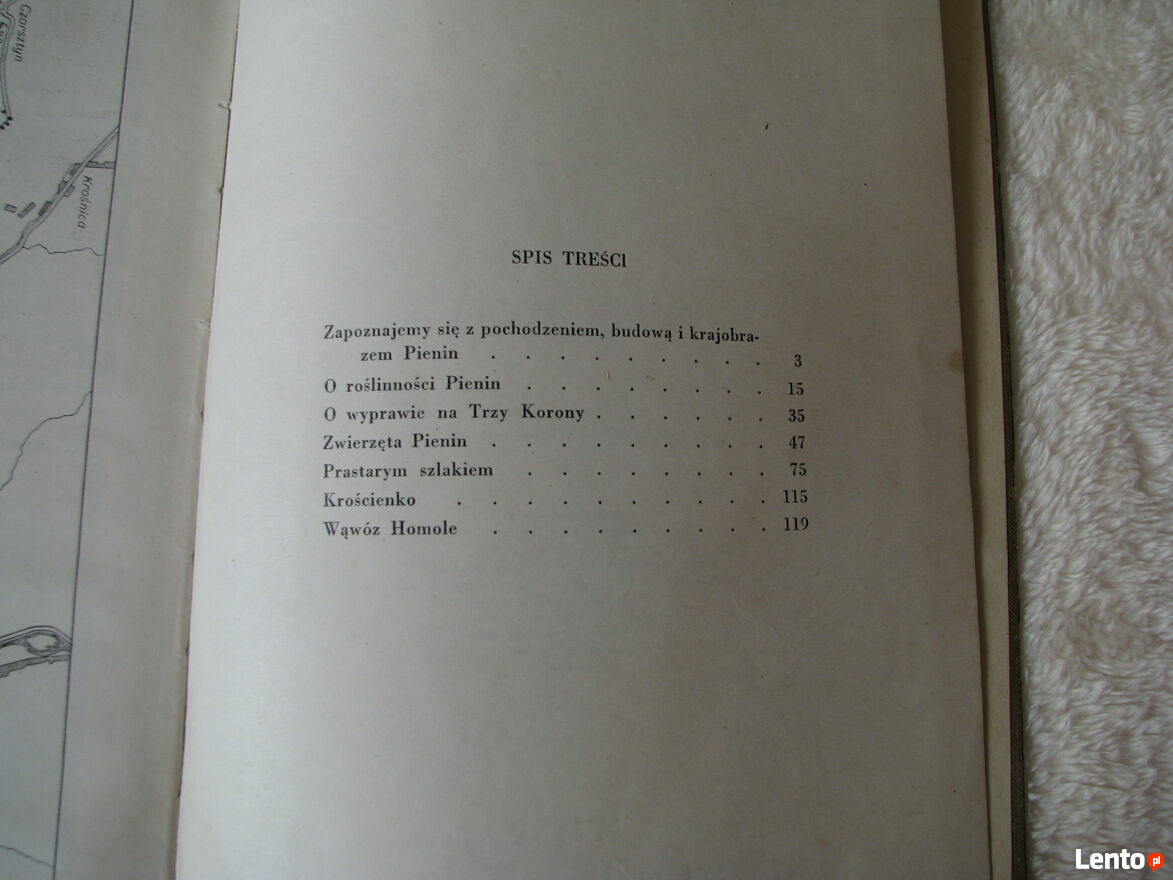 Czorsztyn
Krośnica
SPIS TREŚCI
Zapoznajemy się z pochodzeniem, budową i krajobra-
zem Pienin . . . . . . . . . 3
O roślinności Pienin . . . . . . . 15
O wyprawie na Trzy Korony . . . . . . 35
Zwierzęta Pienin . . . . . . . . . 47
Prastarym szlakiem . . . . . . . . 75
Krościenko . . . . . . . . . . 115
Wąwóz Homole . . . . . . . . . 119
Lento.pl